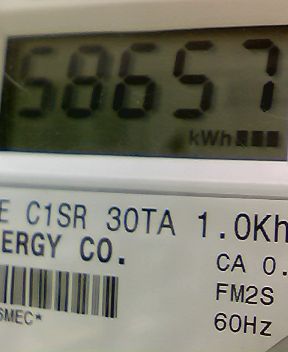 58657
kWh
E C1SR 30TA 1.0Kh
ERGY CO.
CA 0.
FM2S
60Hz
SMEC*